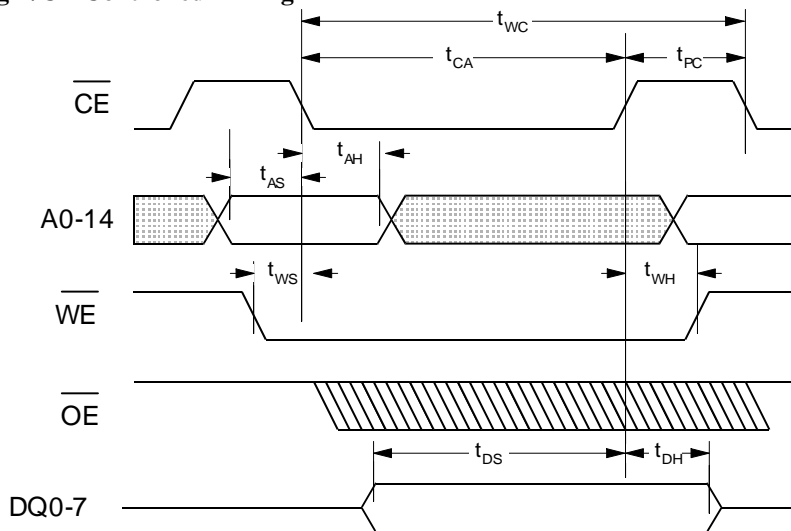 tWC
tCA
tPC
CE
tAH
tAS
A0-14
tWS
tWH
WE
OE
tDS
tDH
DQ0-7